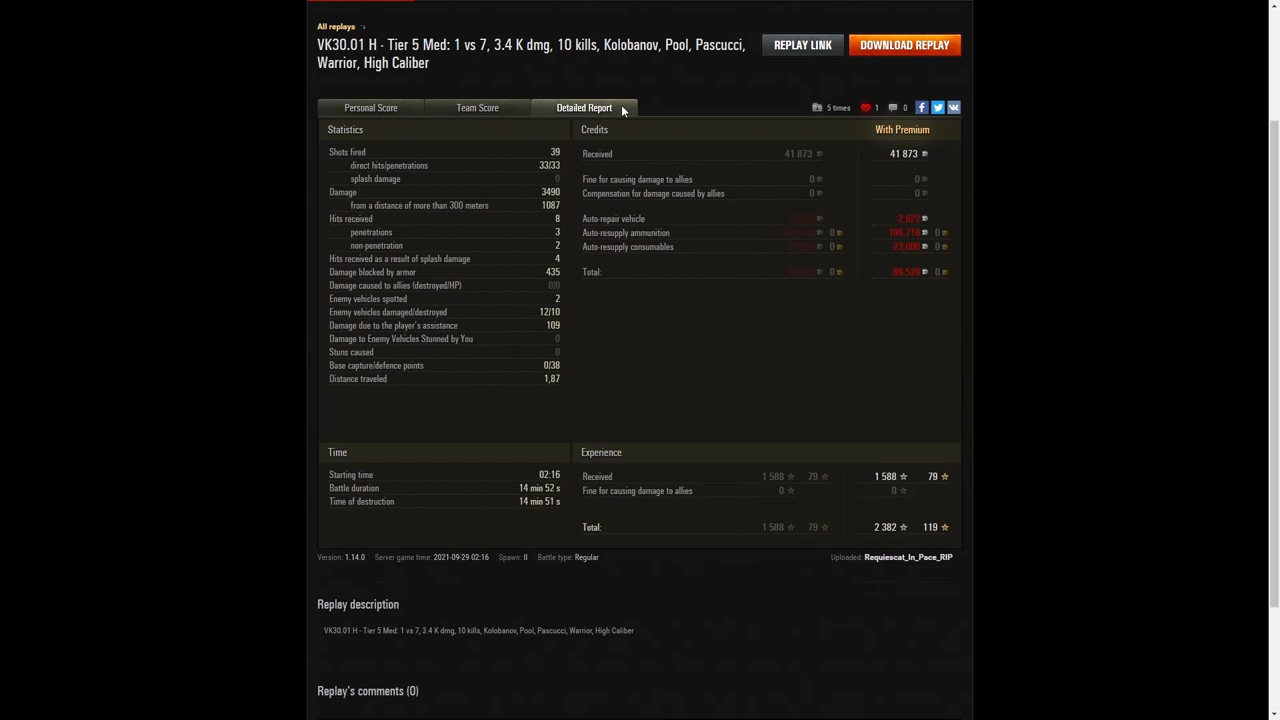 All replays
VK30.01 H - Tier 5 Med: 1 vs 7, 3.4 K dmg, 10 kills, Kolobanov, Pool, Pascucci,
Warrior, High Caliber
REPLAY LINK
DOWNLOAD REPLAY
Personal Score
Team Score
Detailed Report
5 times
1
0
Statistics
Shots fired 39
direct hits/penetrations 33/33
splash damage 0
Damage 3490
from a distance of more than 300 meters 1087
Hits received 8
penetrations 3
non-penetration 2
Hits received as a result of splash damage 4
Damage blocked by armor 435
Damage caused to allies (destroyed/HP) 0/0
Enemy vehicles spotted 2
Enemy vehicles damaged/destroyed 12/10
Damage due to the player's assistance 109
Damage to Enemy Vehicles Stunned by You 0
Stuns caused 0
Base capture/defence points 0/38
Distance traveled 1,87
Credits With Premium
Received 41 873 41 873
Fine for causing damage to allies 0 0
Compensation for damage caused by allies 0 0
Auto-repair vehicle
Auto-resupply ammunition 0 0
Auto-resupply consumables 0 -23,000 0
Total: 0 0
Time
Starting time 02:16
Battle duration 14 min 52 s
Time of destruction 14 min 51 s
Experience
Received 1 588 79 1 588 79
Fine for causing damage to allies 0 0
Total: 1 588 79 2 382 119
Version: 1.14.0 Server game time: 2021-09-29 02:16 Spawn: II Battle type: Regular
Uploaded: Requiescat_In_Pace_RIP
Replay description
VK30.01 H - Tier 5 Med: 1 vs 7, 3.4 K dmg, 10 kills, Kolobanov, Pool, Pascucci, Warrior, High Caliber
Replay's comments (0)